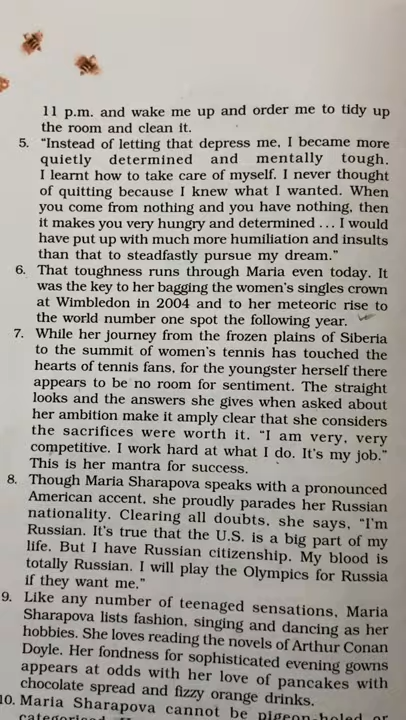 11 p.m. and wake me up and order me to tidy up
the room and clean it.
5. "Instead of letting that depress me, I became more
quietly determined and mentally tough.
I learnt how to take care of myself. I never thought
of quitting because I knew what I wanted. When
you come from nothing and you have nothing, then
it makes you very hungry and determined ... I would
have put up with much more humiliation and insults
than that to steadfastly pursue my dream."
6. That toughness runs through Maria even today. It
was the key to her bagging the women's singles crown
at Wimbledon in 2004 and to her meteoric rise to
the world number one spot the following year.
7. While her journey from the frozen plains of Siberia
to the summit of women's tennis has touched the
hearts of tennis fans, for the youngster herself there
appears to be no room for sentiment. The straight
looks and the answers she gives when asked about
her ambition make it amply clear that she considers
the sacrifices were worth it. "I am very, very
competitive. I work hard at what I do. It's my job."
This is her mantra for success.
8. Though Maria Sharapova speaks with a pronounced
American accent, she proudly parades her Russian
nationality. Clearing all doubts, she says, "I'm
Russian. It's true that the U.S. is a big part of my
life. But I have Russian citizenship. My blood is
totally Russian. I will play the Olympics for Russia
if they want me."
9. Like any number of teenaged sensations, Maria
Sharapova lists fashion, singing and dancing as her
hobbies. She loves reading the novels of Arthur Conan
Doyle. Her fondness for sophisticated evening gowns
appears at odds with her love of pancakes with
chocolate spread and fizzy orange drinks.
10. Maria Sharapova cannot be pigeon-holed or